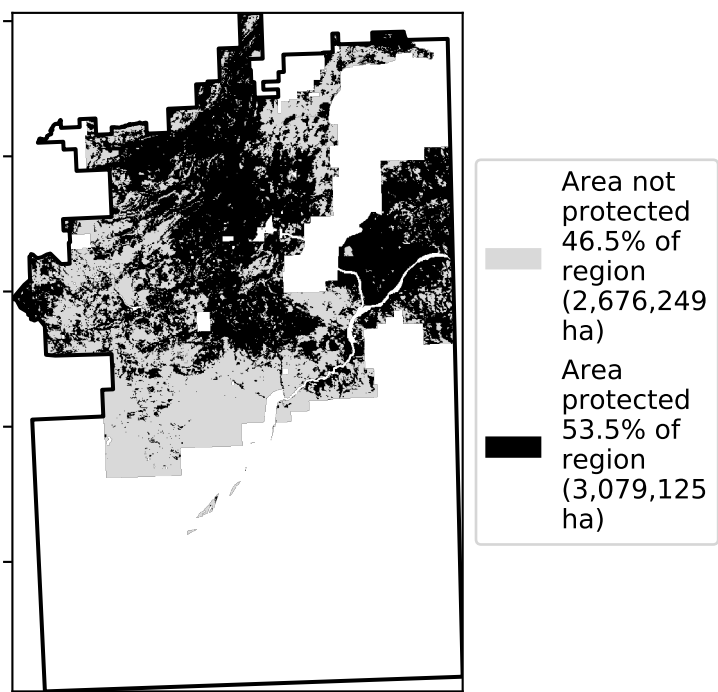 Area not
protected
46.5% of
region
(2,676,249
ha)
Area
protected
53.5% of
region
(3,079,125
ha)